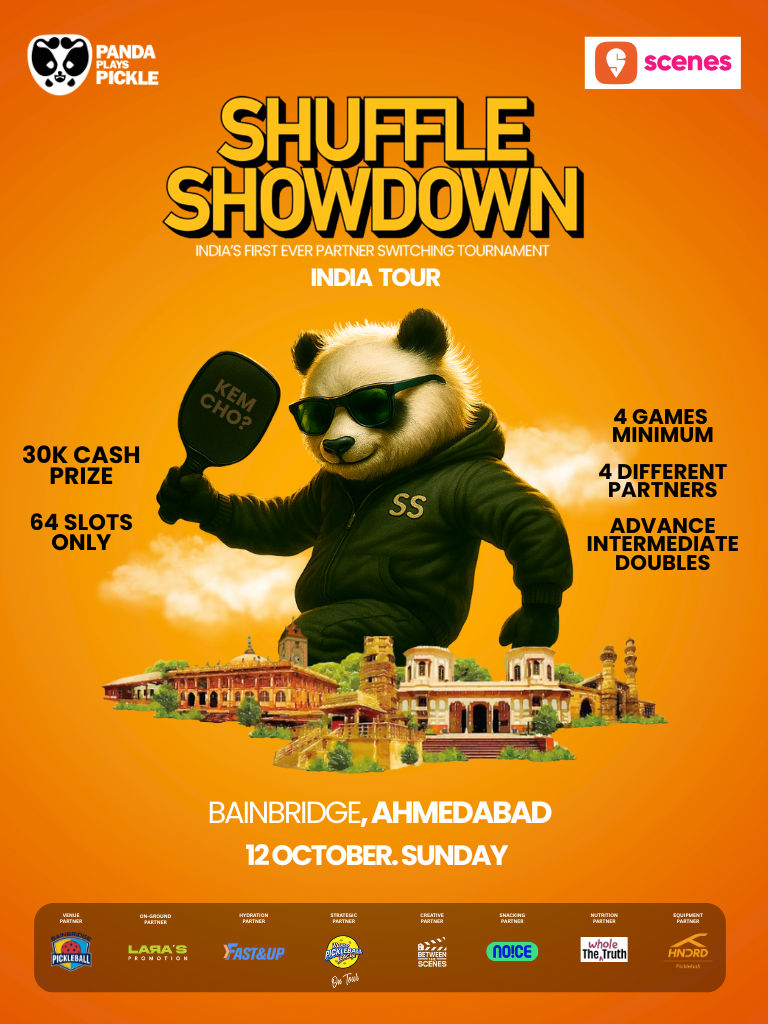 PANDA
PLAYS
PICKLE
scenes
SHUFFLE
SHOWDOWN
INDIA'S FIRST EVER PARTNER SWITCHING TOURNAMENT
INDIA TOUR
KEM
CHO?
SS
30K CASH
PRIZE
64 SLOTS
ONLY
4 GAMES
MINIMUM
4 DIFFERENT
PARTNERS
ADVANCE
INTERMEDIATE
DOUBLES
BAINBRIDGE, AHMEDABAD
12 OCTOBER. SUNDAY
VENUE
PARTNER
BAINBRIDGE
PICKLEBALL
ON-GROUND
PARTNER
LARA'S
PROMOTION
HYDRATION
PARTNER
FAST&UP
STRATEGIC
PARTNER
PICKLEBALL
On Tour
CREATIVE
PARTNER
BETWEEN
SCENES
SNACKING
PARTNER
NO!CE
NUTRITION
PARTNER
The whole Truth
EQUIPMENT
PARTNER
HNDRD
Pickleball